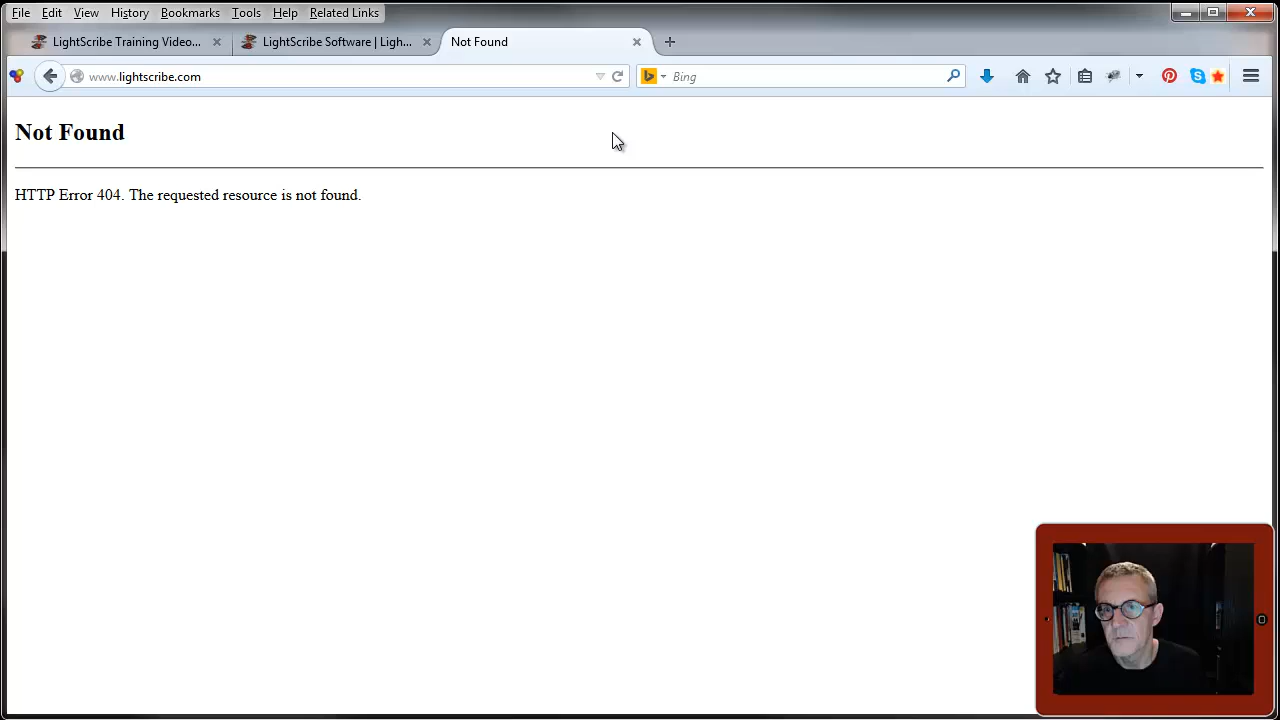 File Edit View History Bookmarks Tools Help Related Links
LightScribe Training Video... LightScribe Software | Ligh... Not Found
www.lightscribe.com Bing
Not Found
HTTP Error 404. The requested resource is not found.